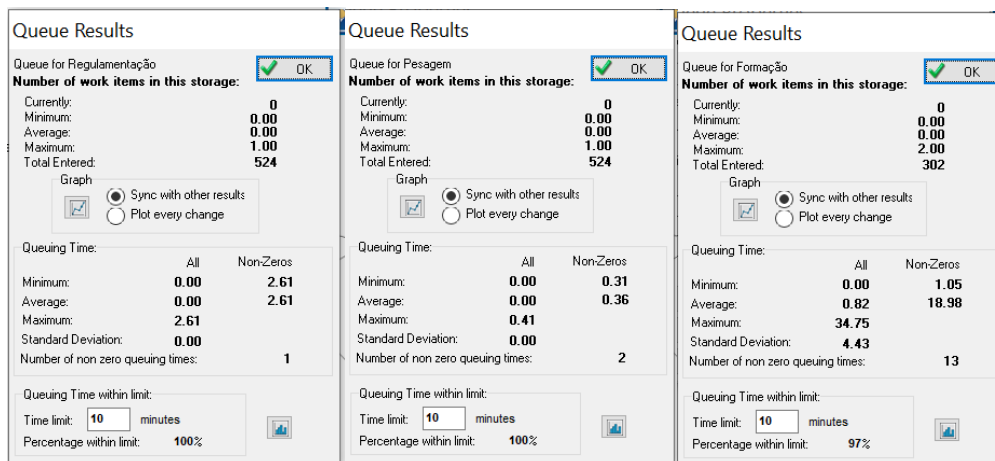 Queue Results
Queue for Regulamentação
OK
Number of work items in this storage:
Currently: 0
Minimum: 0.00
Average: 0.00
Maximum: 1.00
Total Entered: 524
Graph
Sync with other results
Plot every change
Queuing Time:
All Non-Zeros
Minimum: 0.00 2.61
Average: 0.00 2.61
Maximum: 2.61
Standard Deviation: 0.00
Number of non zero queuing times: 1
Queuing Time within limit:
Time limit: 10 minutes
Percentage within limit: 100%
Queue Results
Queue for Pesagem
OK
Number of work items in this storage:
Currently: 0
Minimum: 0.00
Average: 0.00
Maximum: 1.00
Total Entered: 524
Graph
Sync with other results
Plot every change
Queuing Time:
All Non-Zeros
Minimum: 0.00 0.31
Average: 0.00 0.36
Maximum: 0.41
Standard Deviation: 0.00
Number of non zero queuing times: 2
Queuing Time within limit:
Time limit: 10 minutes
Percentage within limit: 100%
Queue Results
Queue for Formação
OK
Number of work items in this storage:
Currently: 0
Minimum: 0.00
Average: 0.00
Maximum: 2.00
Total Entered: 302
Graph
Sync with other results
Plot every change
Queuing Time:
All Non-Zeros
Minimum: 0.00 1.05
Average: 0.82 18.98
Maximum: 34.75
Standard Deviation: 4.43
Number of non zero queuing times: 13
Queuing Time within limit:
Time limit: 10 minutes
Percentage within limit: 97%